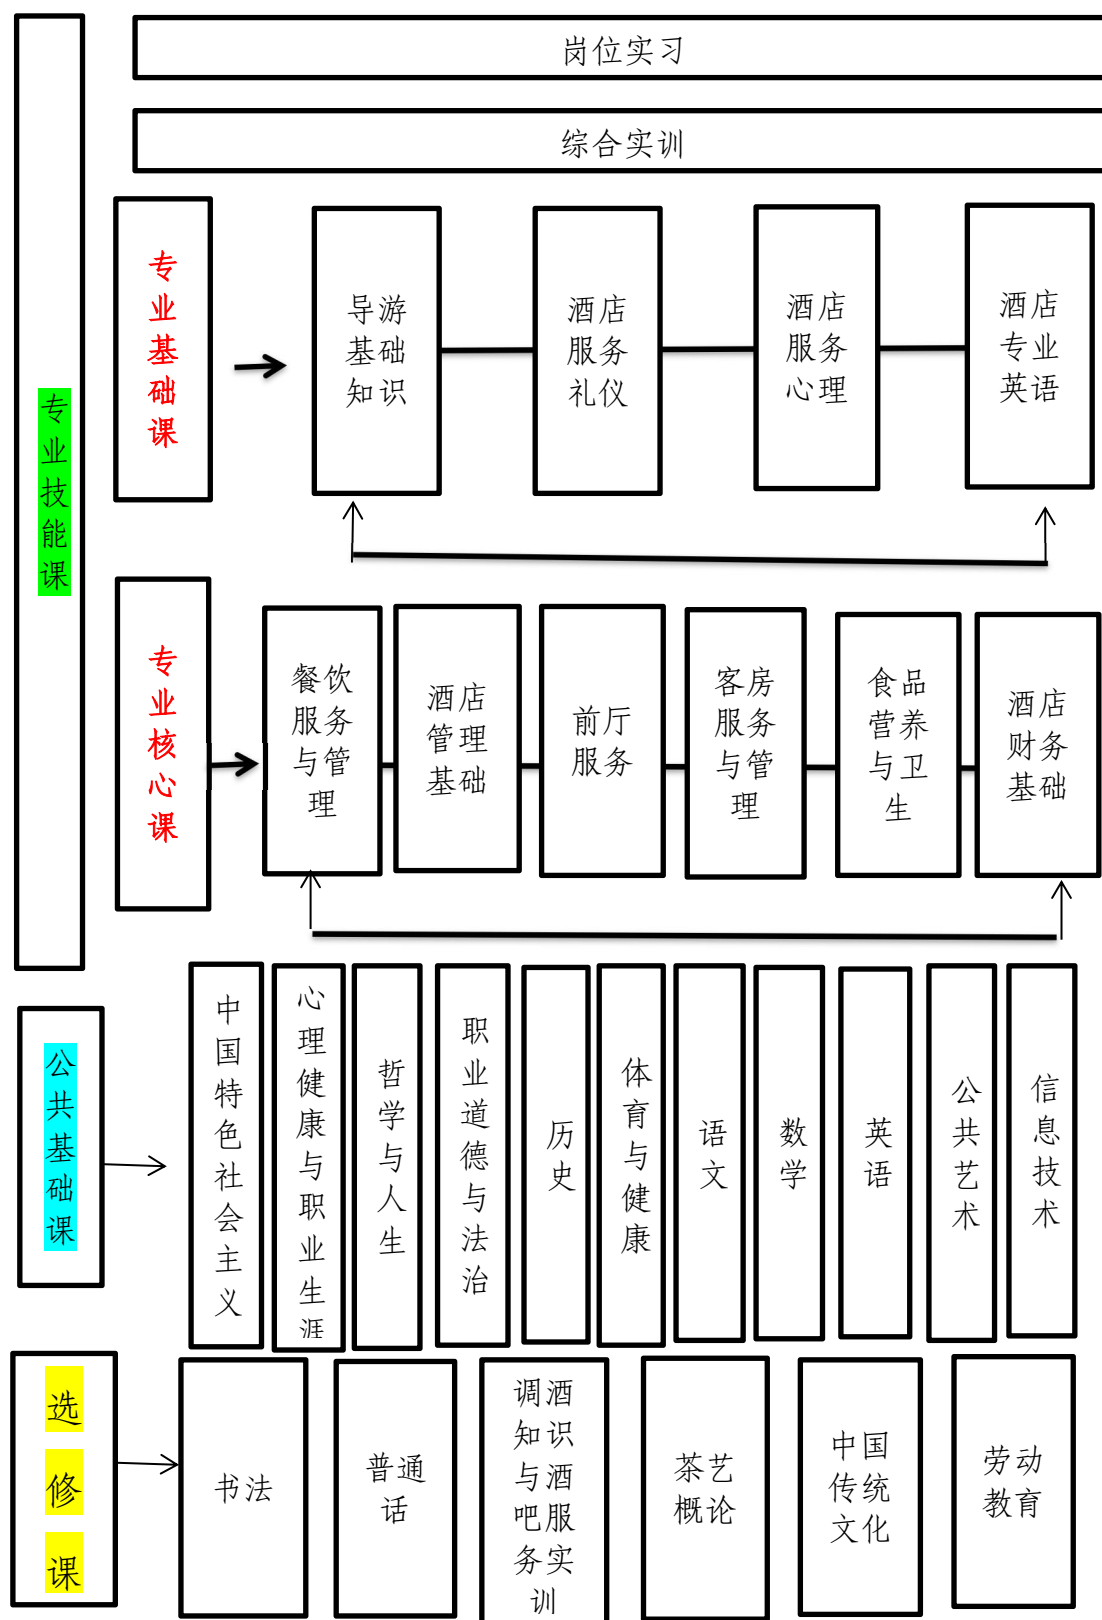 岗位实习
综合实训
专业技能课
专业基础课
导游
基础
知识
酒店
服务
礼仪
酒店
服务
心理
酒店
专业
英语
专业核心课
餐饮
服务
与管
理
酒店
管理
基础
前厅
服务
客房
服务
与管
理
食品
营养
与卫
生
酒店
财务
基础
公共基础课
中国特色社会主义
心理健康与职业生涯
哲学与人生
职业道德与法治
历史
体育与健康
语文
数学
英语
公共艺术
信息技术
选修课
书法
普通
话
调酒
知识
与酒
吧服
务实
训
茶艺
概论
中国
传统
文化
劳动
教育